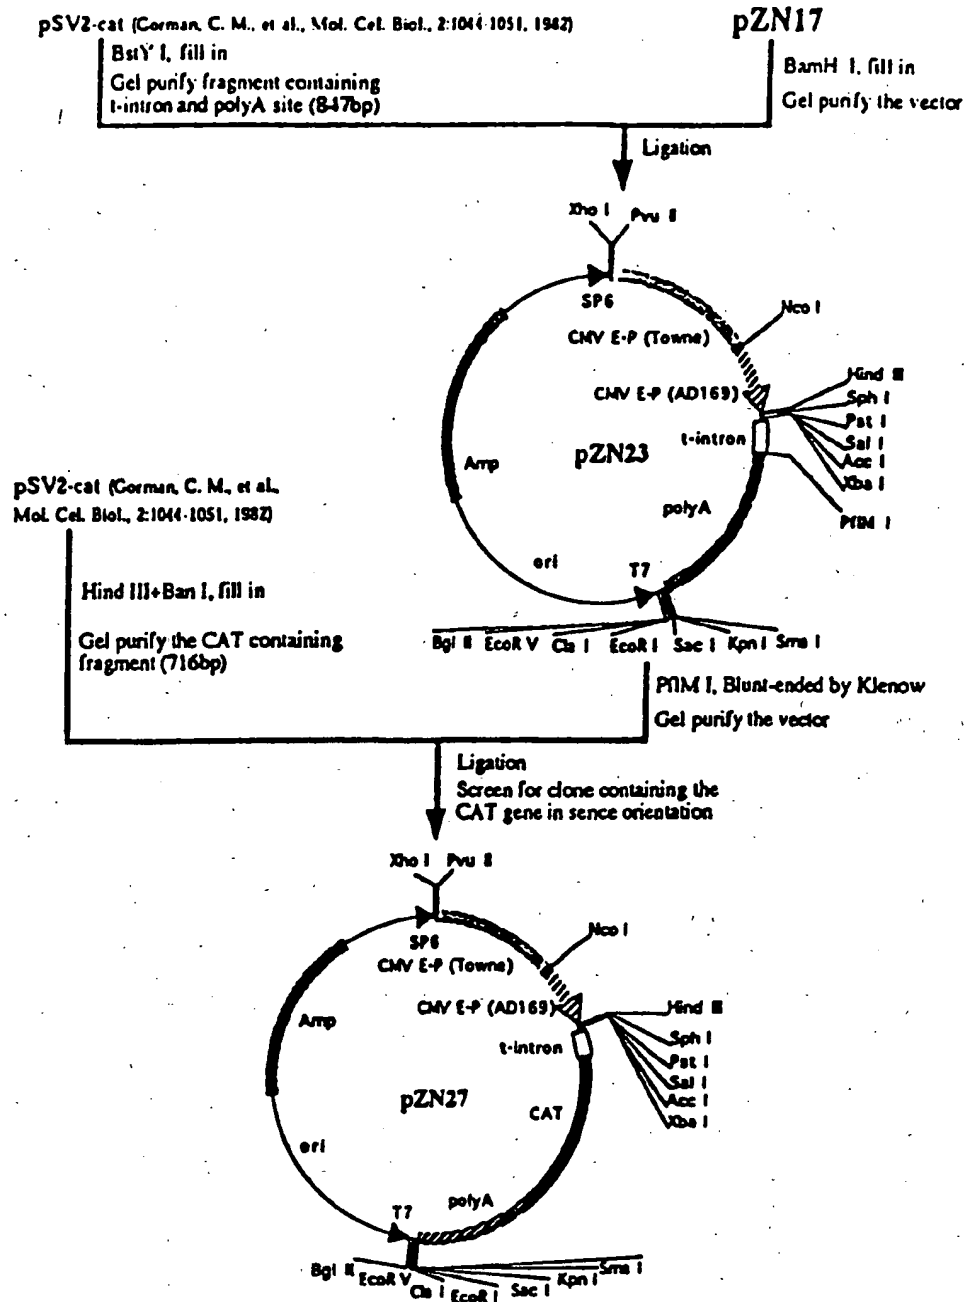 pSV2-cat (Gorman, C. M., et al., Mol. Cel. Biol., 2:1044-1051, 1982)
pZN17
BstY I, fill in
Gel purify fragment containing
t-intron and polyA site (847bp)
BamH I, fill in
Gel purify the vector
Ligation
Xho I
Pvu II
SP6
Nco I
CMV E-P (Towne)
CMV E-P (AD169)
Hind III
Sph I
Pst I
Sal I
Acc I
Xba I
PflM I
t-intron
pZN23
Amp
polyA
ori
T7
Bgl II EcoR V Cla I EcoR I Sac I Kpn I Sma I
pSV2-cat (Gorman, C. M., et al.,
Mol. Cel. Biol., 2:1044-1051, 1982)
Hind III+Ban I, fill in
Gel purify the CAT containing
fragment (716bp)
PflM I, Blunt-ended by Klenow
Gel purify the vector
Ligation
Screen for clone containing the
CAT gene in sence orientation
Xho I Pvu II
SP6
Nco I
CMV E-P (Towne)
CMV E-P (AD169)
Hind III
Sph I
Pst I
Sal I
Acc I
Xba I
t-intron
Amp
pZN27
CAT
ori
polyA
T7
Bgl II EcoR V Cla I EcoR I Sac I Kpn I Sma I